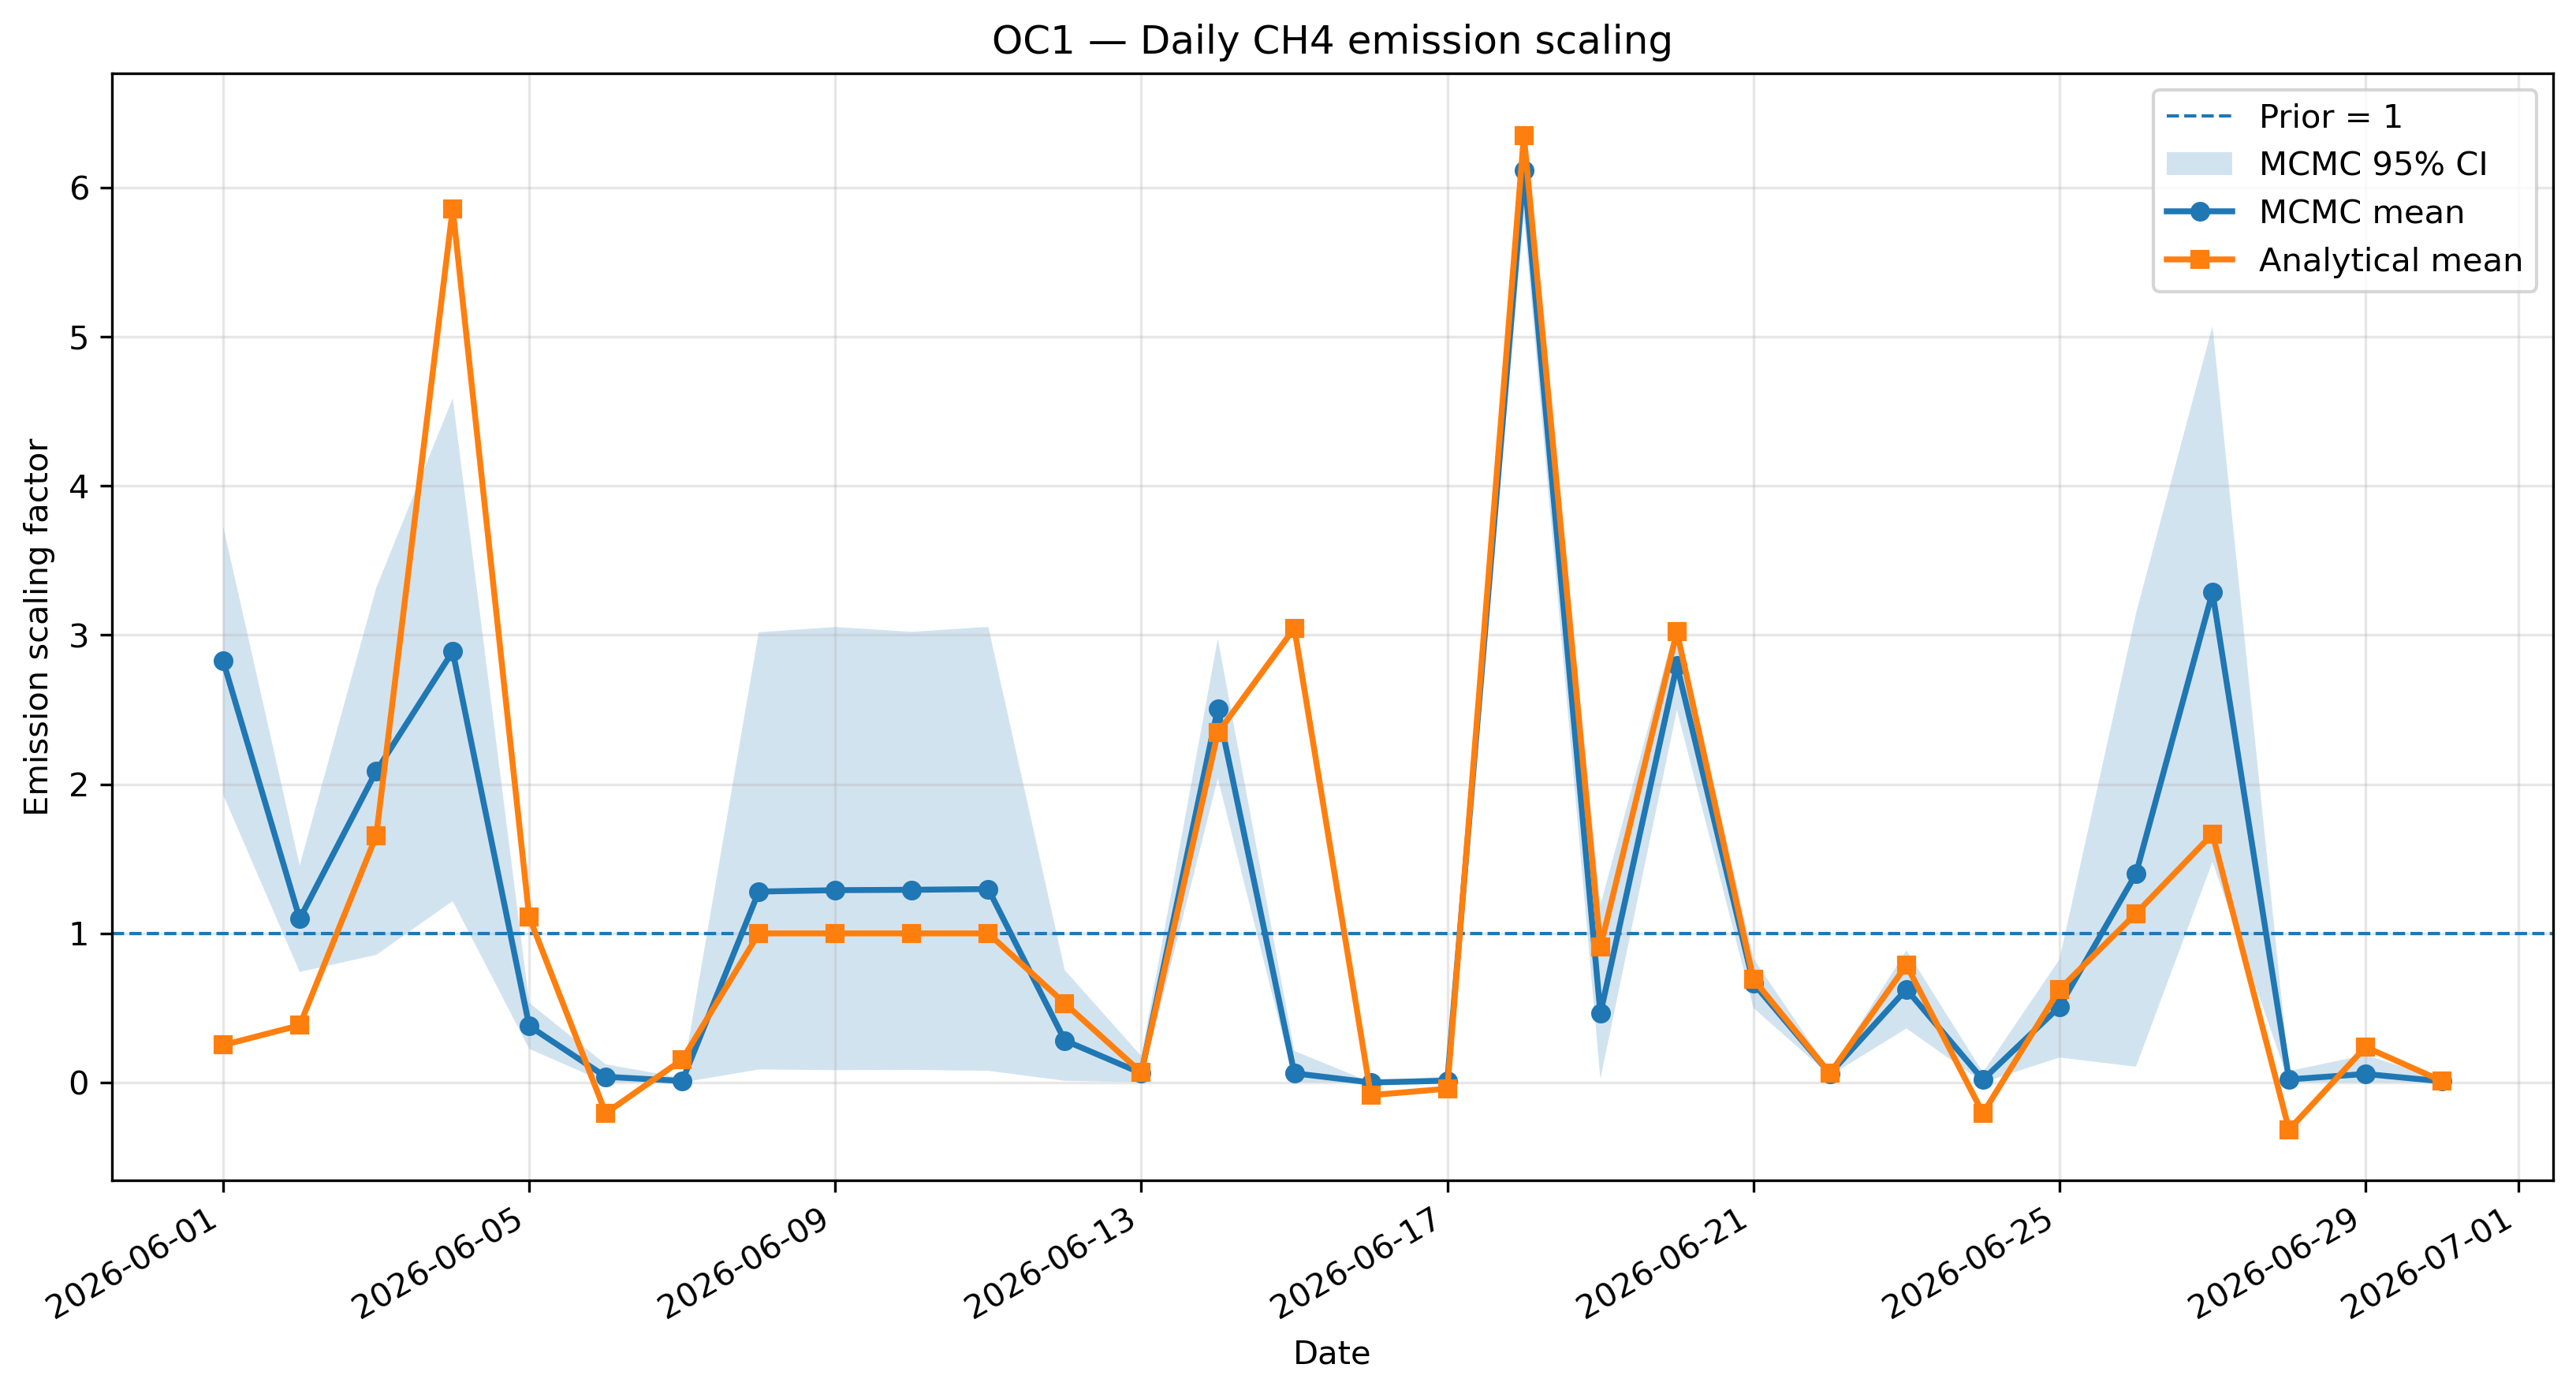 OC1 — Daily CH4 emission scaling
Prior = 1
MCMC 95% CI
MCMC mean
Analytical mean
Emission scaling factor
6
5
4
3
2
1
0
2026-06-01
2026-06-05
2026-06-09
2026-06-13
2026-06-17
2026-06-21
2026-06-25
2026-06-29
2026-07-01
Date